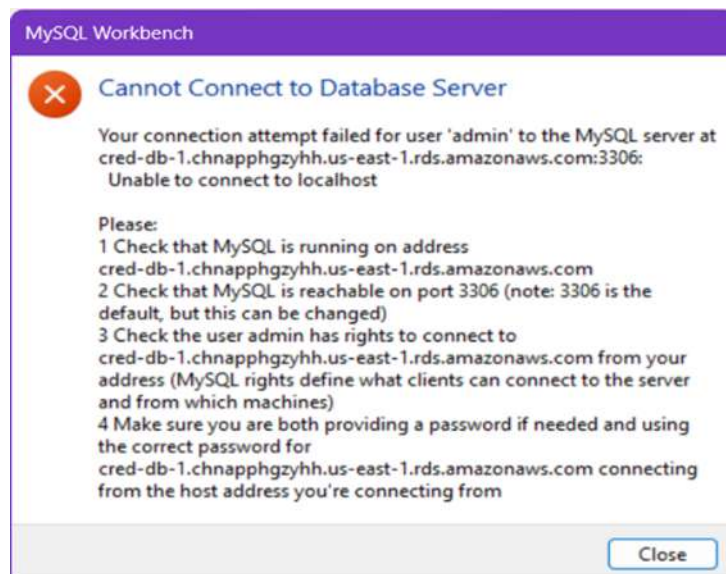 MySQL Workbench
Cannot Connect to Database Server
Your connection attempt failed for user 'admin' to the MySQL server at
cred-db-1.chnapphgzyhh.us-east-1.rds.amazonaws.com:3306:
Unable to connect to localhost
Please:
1 Check that MySQL is running on address
cred-db-1.chnapphgzyhh.us-east-1.rds.amazonaws.com
2 Check that MySQL is reachable on port 3306 (note: 3306 is the
default, but this can be changed)
3 Check the user admin has rights to connect to
cred-db-1.chnapphgzyhh.us-east-1.rds.amazonaws.com from your
address (MySQL rights define what clients can connect to the server
and from which machines)
4 Make sure you are both providing a password if needed and using
the correct password for
cred-db-1.chnapphgzyhh.us-east-1.rds.amazonaws.com connecting
from the host address you're connecting from
Close